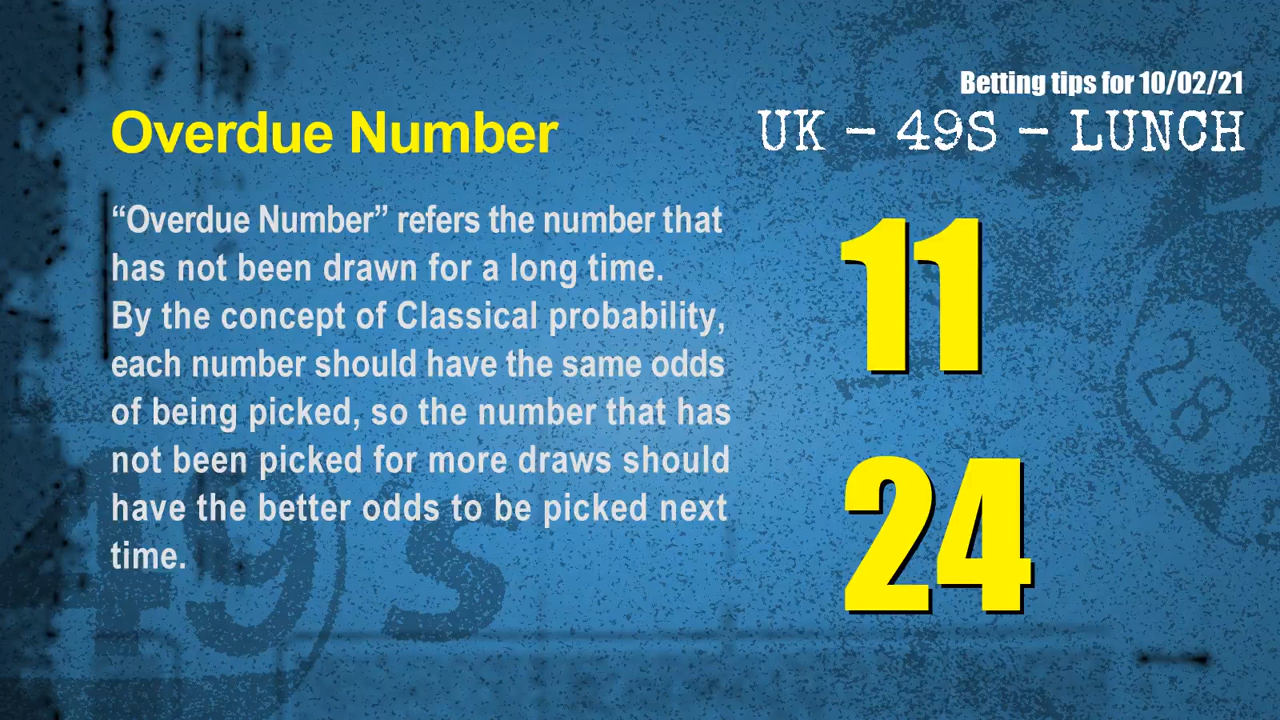 Betting tips for 10/02/21
UK - 49S - LUNCH
Overdue Number
“Overdue Number” refers the number that
has not been drawn for a long time.
By the concept of Classical probability,
each number should have the same odds
of being picked, so the number that has
not been picked for more draws should
have the better odds to be picked next
time.
11
24
28
49's